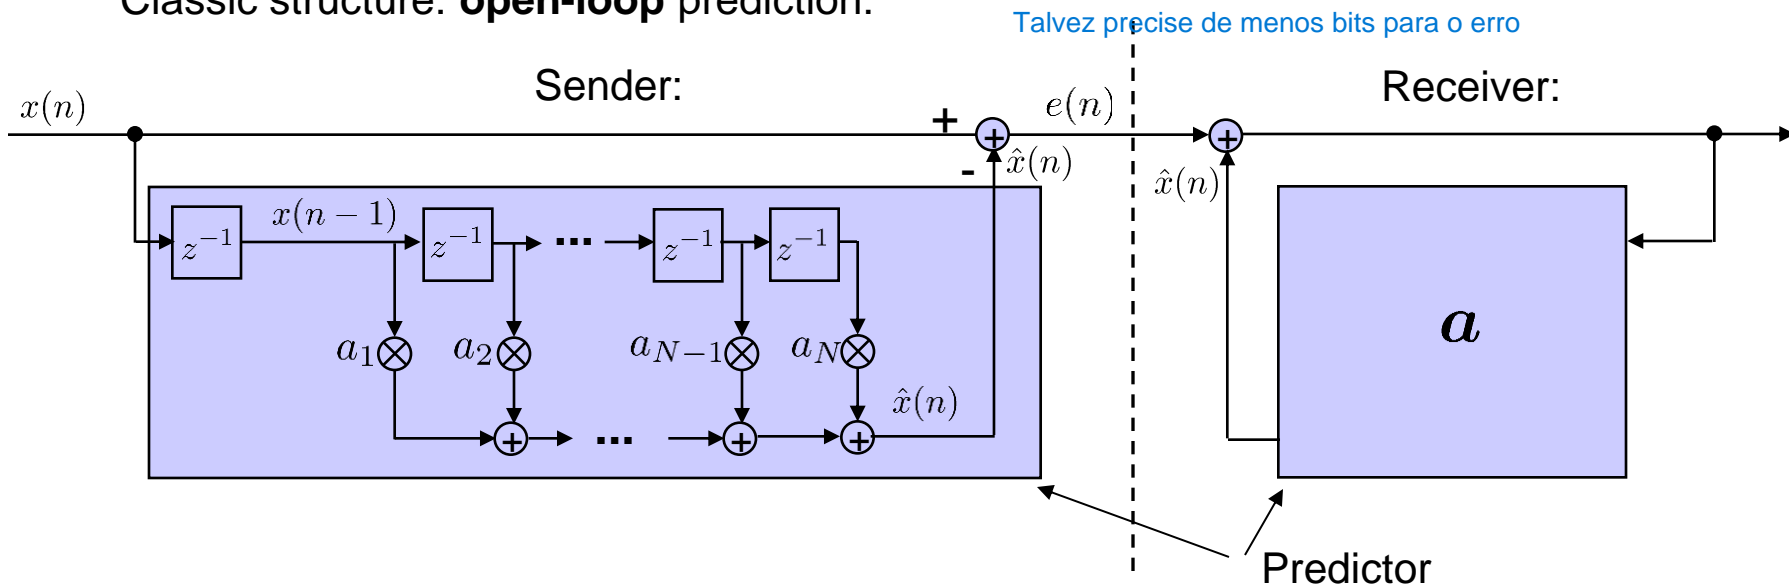 Classic structure: open-loop prediction:
Talvez precise de menos bits para o erro
Sender:
Receiver:
x(n)
+
e(n)
+
+
-
x̂(n)
x̂(n)
z⁻¹
x(n − 1)
z⁻¹
...
z⁻¹
z⁻¹
a
a₁
a₂
a_{N−1}
a_N
x̂(n)
+
...
+
+
Predictor